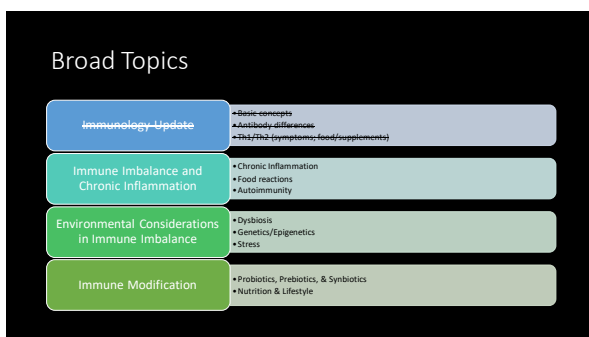 Broad Topics
Immunology Update
•Basic concepts
•Antibody differences
•Th1/Th2 (symptoms; food/supplements)
Immune Imbalance and
Chronic Inflammation
•Chronic Inflammation
•Food reactions
•Autoimmunity
Environmental Considerations
in Immune Imbalance
•Dysbiosis
•Genetics/Epigenetics
•Stress
Immune Modification
•Probiotics, Prebiotics, & Synbiotics
•Nutrition & Lifestyle